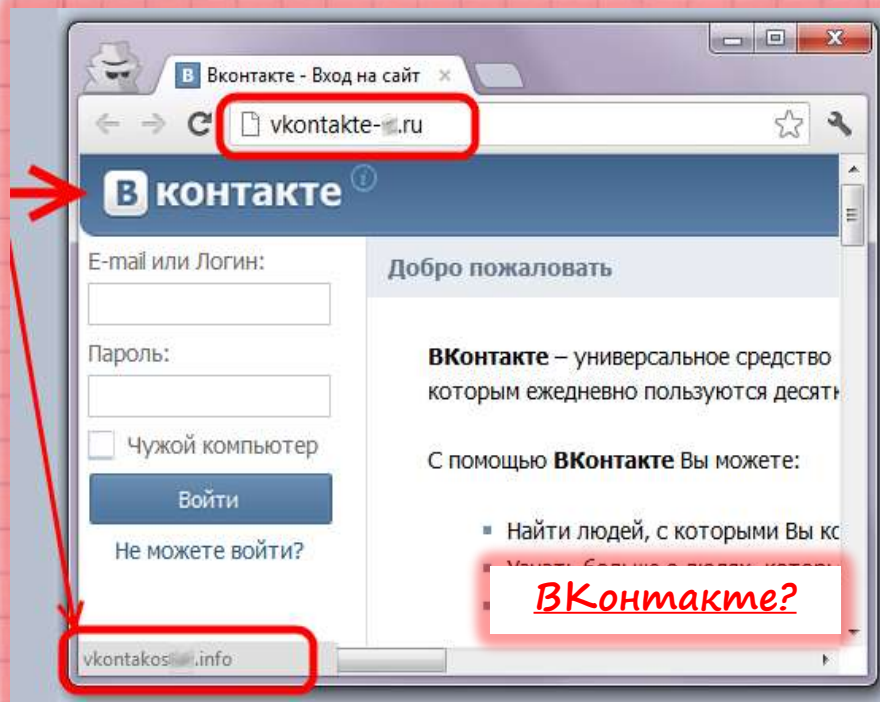 Вконтакте - Вход на сайт
vkontakte- .ru
В контакте
E-mail или Логин:
Пароль:
Чужой компьютер
Войти
Не можете войти?
Добро пожаловать
ВКонтакте – универсальное средство
которым ежедневно пользуются десятк
С помощью ВКонтакте Вы можете:
Найти людей, с которыми Вы ко
ВКонтакте?
vkontakos .info